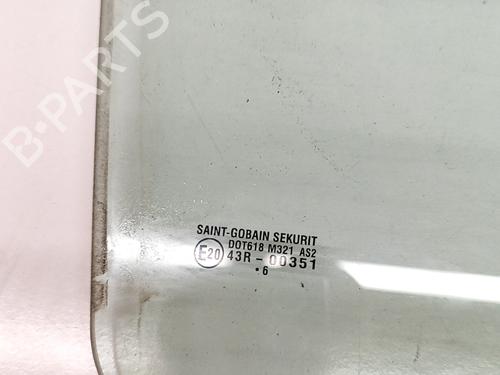 B-PARTS
SAINT-GOBAIN SEKURIT
DOT618 M321 AS2
E20 43R - 00351
.6